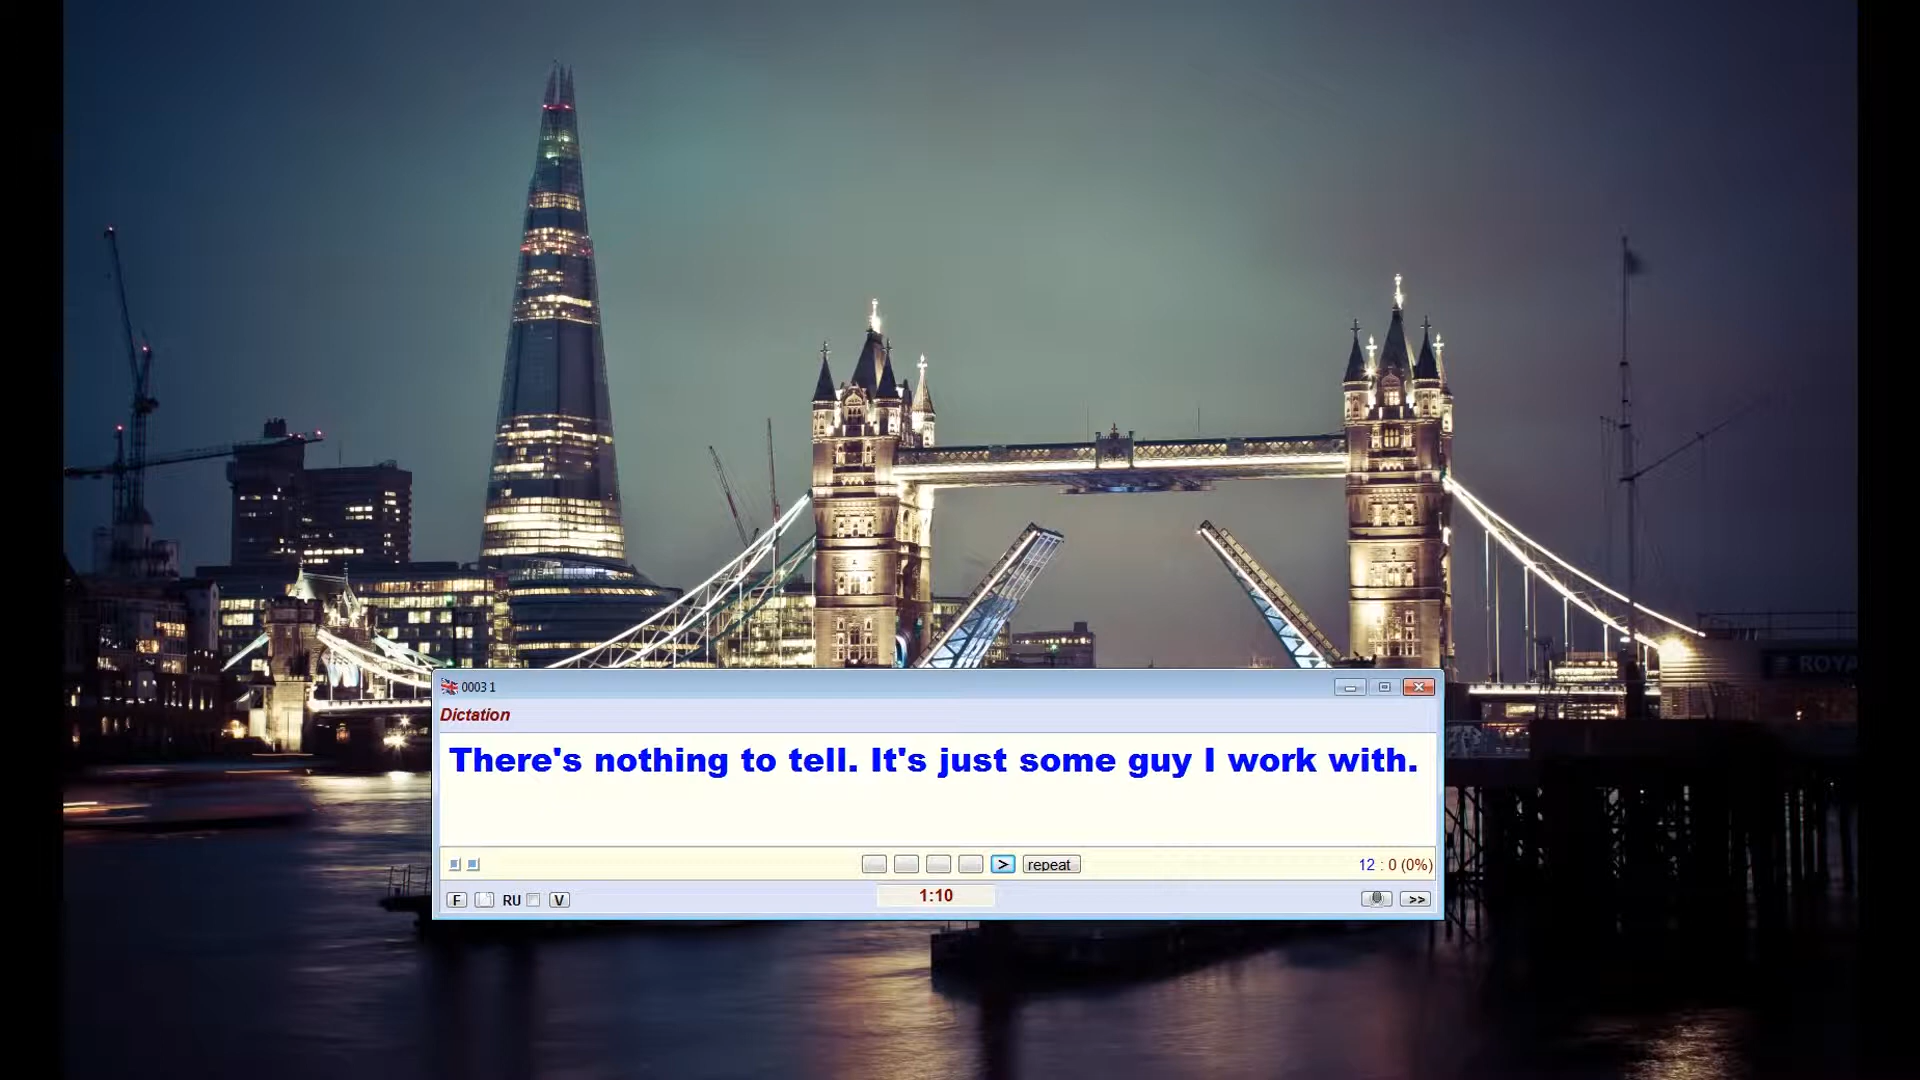 0003 1
Dictation
There's nothing to tell. It's just some guy I work with.
> repeat 12 : 0 (0%)
F RU V 1:10 >>
ROYA